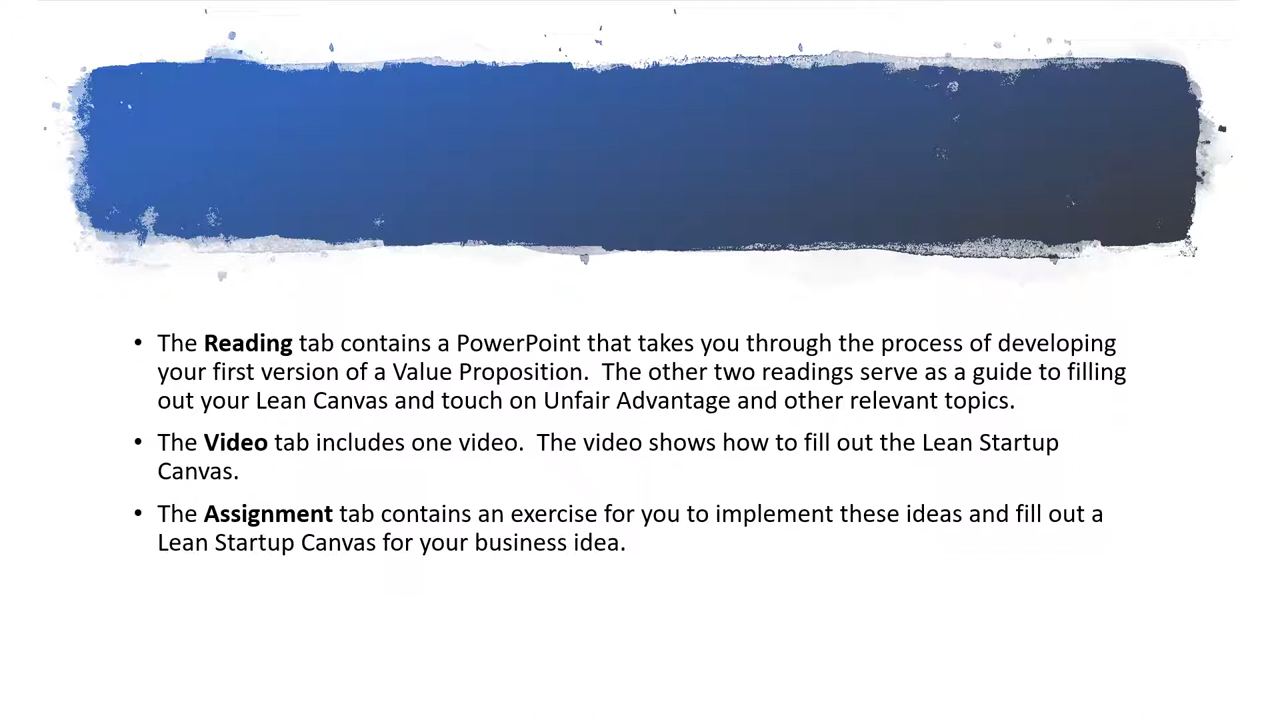 • The Reading tab contains a PowerPoint that takes you through the process of developing
your first version of a Value Proposition.  The other two readings serve as a guide to filling
out your Lean Canvas and touch on Unfair Advantage and other relevant topics.
• The Video tab includes one video.  The video shows how to fill out the Lean Startup
Canvas.
• The Assignment tab contains an exercise for you to implement these ideas and fill out a
Lean Startup Canvas for your business idea.